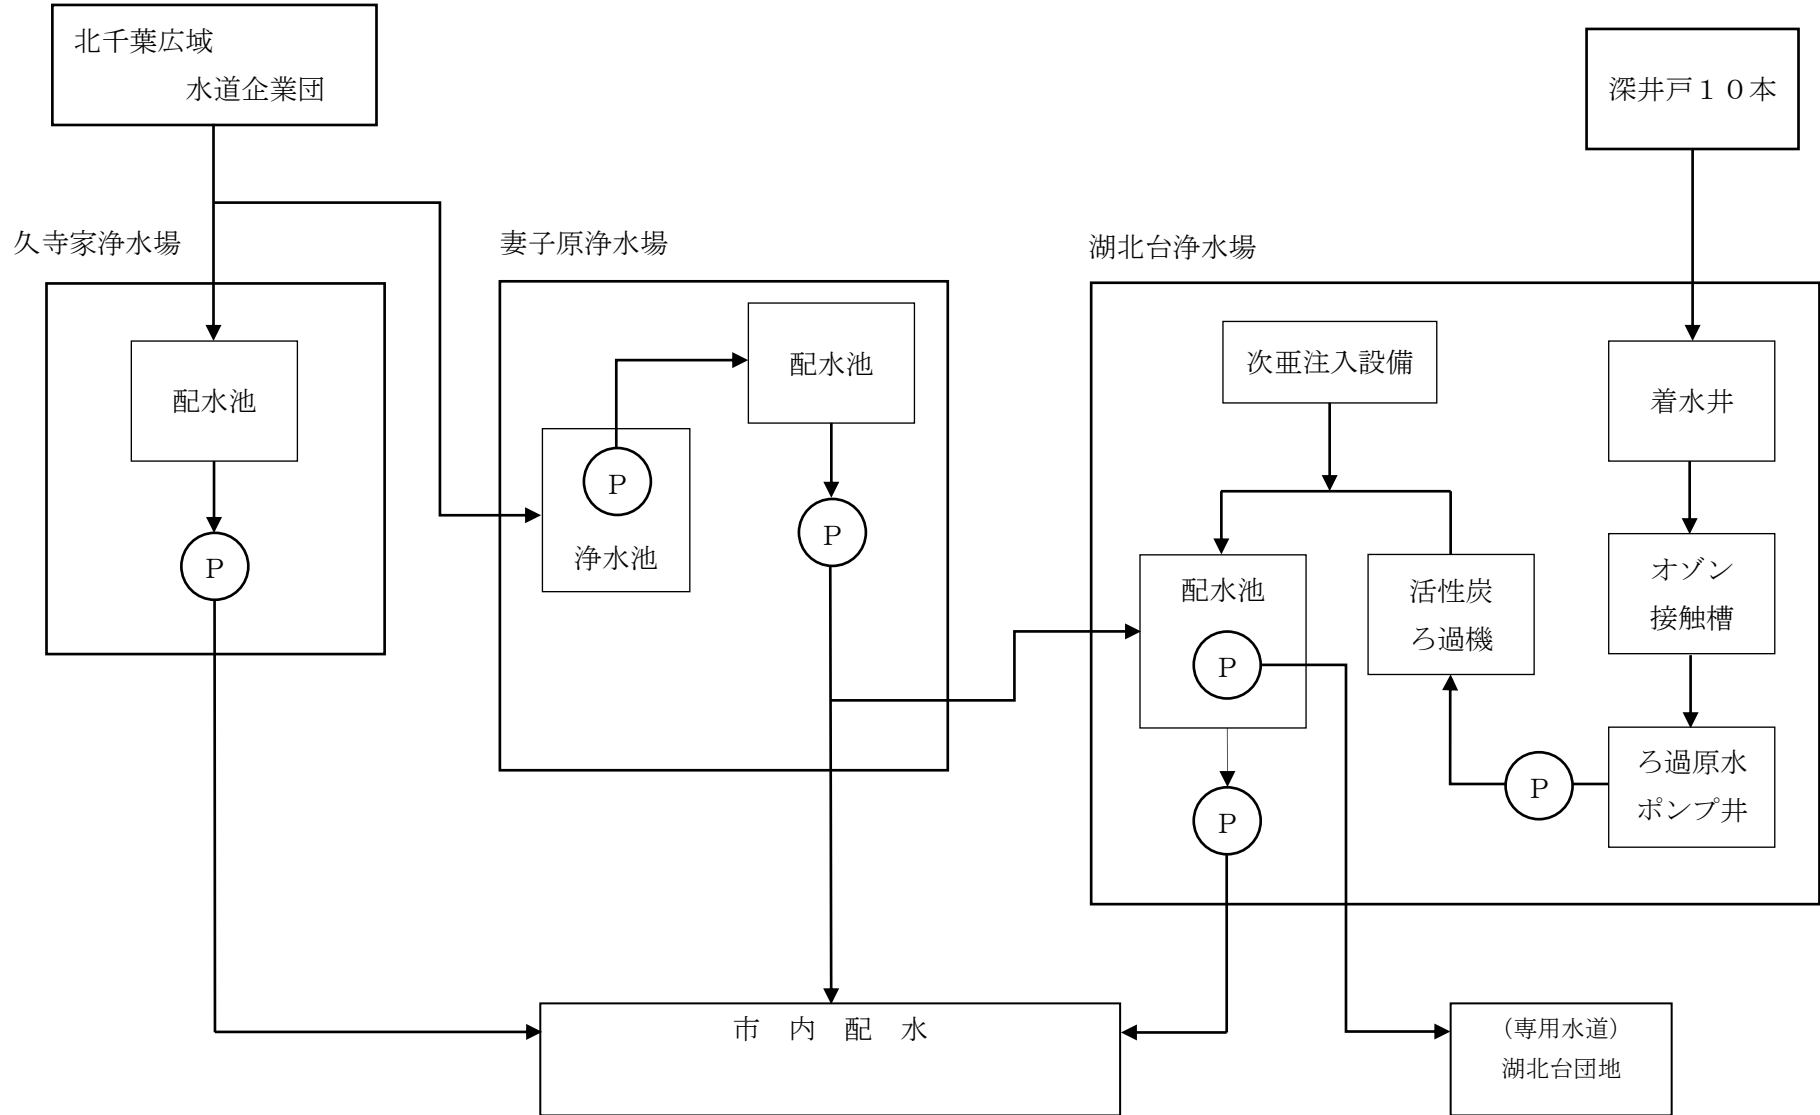 北千葉広域
水道企業団
深井戸１０本
久寺家浄水場
妻子原浄水場
湖北台浄水場
配水池
Ｐ
配水池
Ｐ
浄水池
Ｐ
次亜注入設備
着水井
配水池
Ｐ
活性炭
ろ過機
オゾン
接触槽
Ｐ
Ｐ
ろ過原水
ポンプ井
市　内　配　水
（専用水道）
湖北台団地